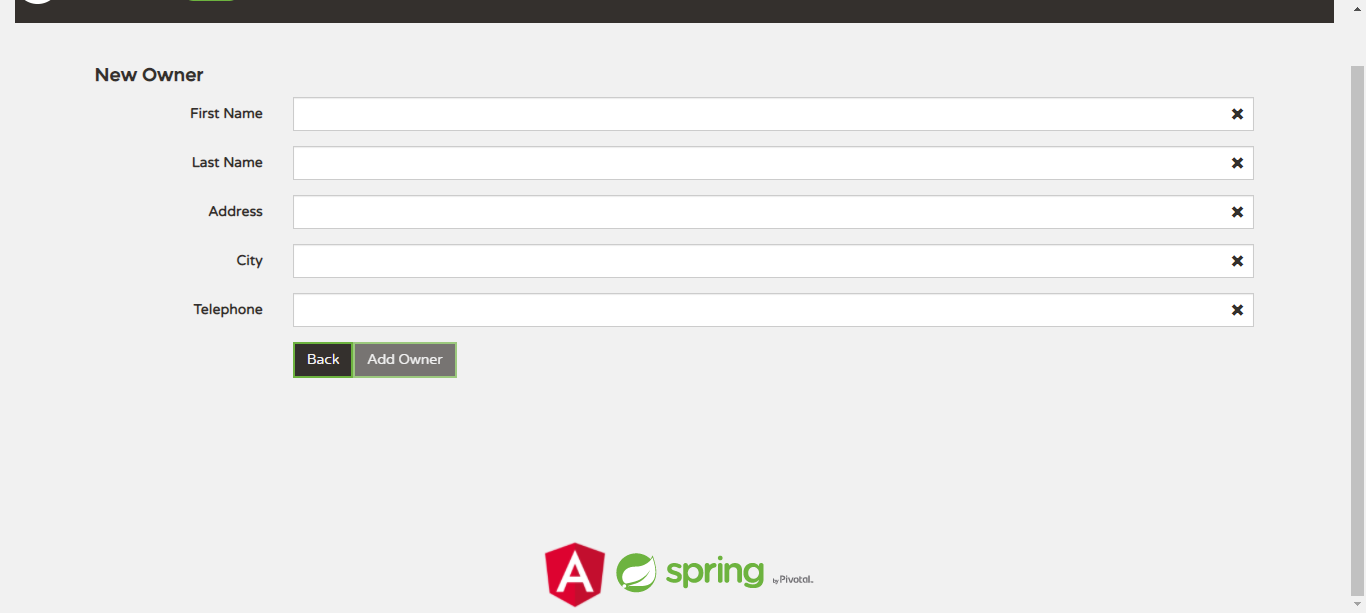 New Owner
First Name
Last Name
Address
City
Telephone
Back Add Owner
A spring by Pivotal.